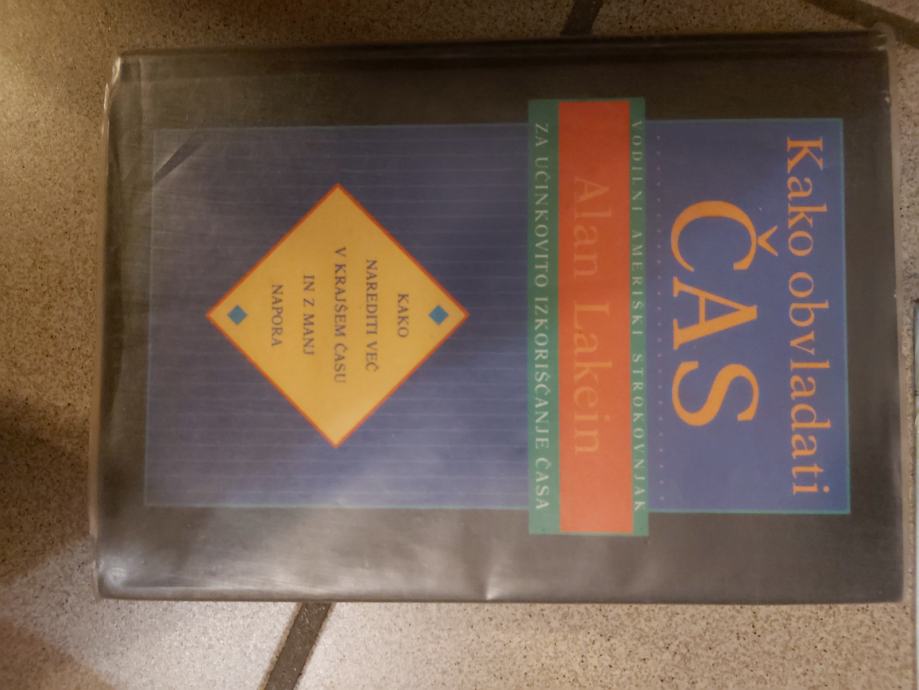 Kako obvladati
ČAS
VODILNI AMERIŠKI STROKOVNJAK
Alan Lakein
ZA UČINKOVITO IZKORIŠČANJE ČASA
KAKO
NAREDITI VEČ
V KRAJŠEM ČASU
IN Z MANJ
NAPORA